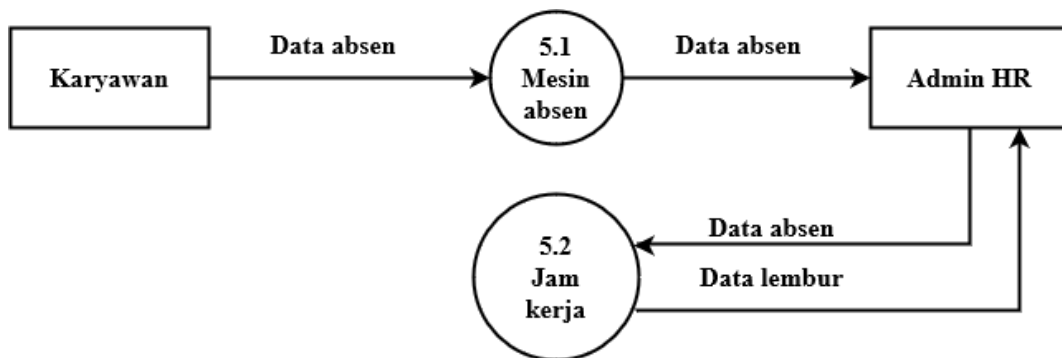 Karyawan
Data absen
5.1
Mesin
absen
Data absen
Admin HR
Data absen
5.2
Jam
kerja
Data lembur